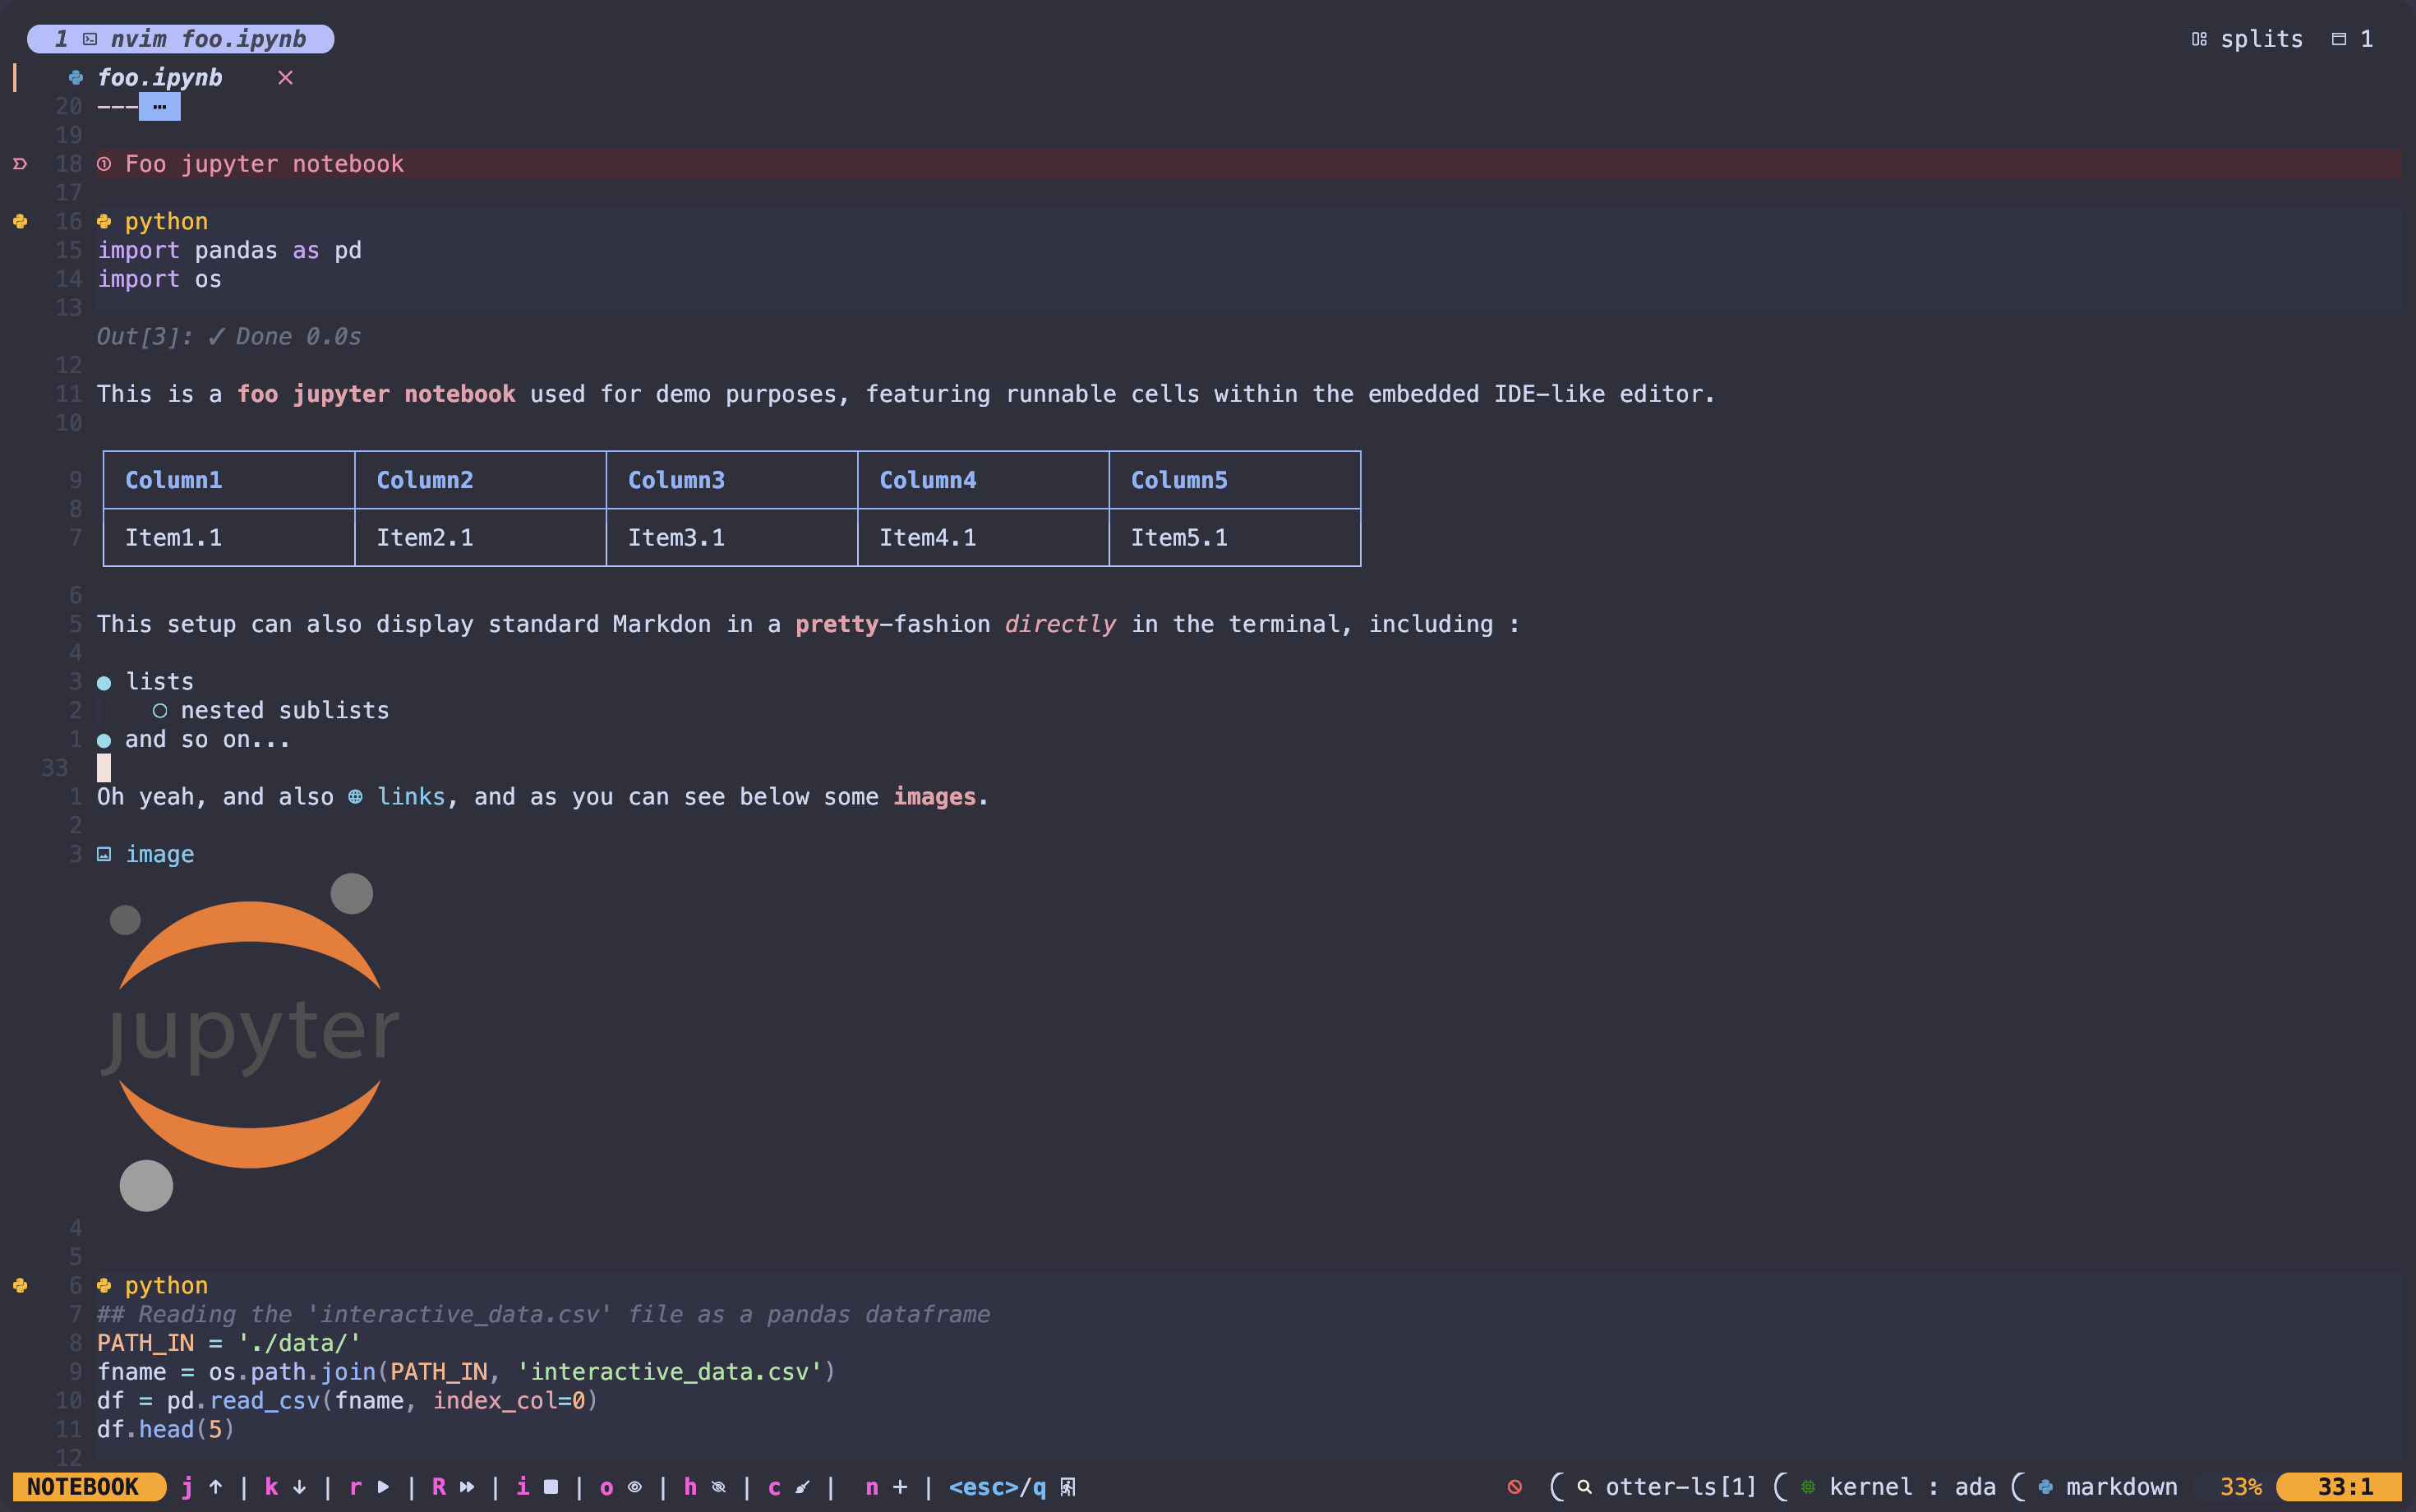 1 nvim foo.ipynb splits 1
foo.ipynb ×
20 --- ⋯
19
18 ① Foo jupyter notebook
17
16 python
15 import pandas as pd
14 import os
13
Out[3]: ✓ Done 0.0s
12
11 This is a foo jupyter notebook used for demo purposes, featuring runnable cells within the embedded IDE-like editor.
10
9 Column1 Column2 Column3 Column4 Column5
8
7 Item1.1 Item2.1 Item3.1 Item4.1 Item5.1
6
5 This setup can also display standard Markdon in a pretty-fashion directly in the terminal, including :
4
3 ● lists
2 ○ nested sublists
1 ● and so on...
33
1 Oh yeah, and also links, and as you can see below some images.
2
3 image
jupyter
4
5
6 python
7 ## Reading the 'interactive_data.csv' file as a pandas dataframe
8 PATH_IN = './data/'
9 fname = os.path.join(PATH_IN, 'interactive_data.csv')
10 df = pd.read_csv(fname, index_col=0)
11 df.head(5)
12
NOTEBOOK j ↑ | k ↓ | r | R | i | o | h | c | n + | <esc>/q otter-ls[1] kernel : ada markdown 33% 33:1